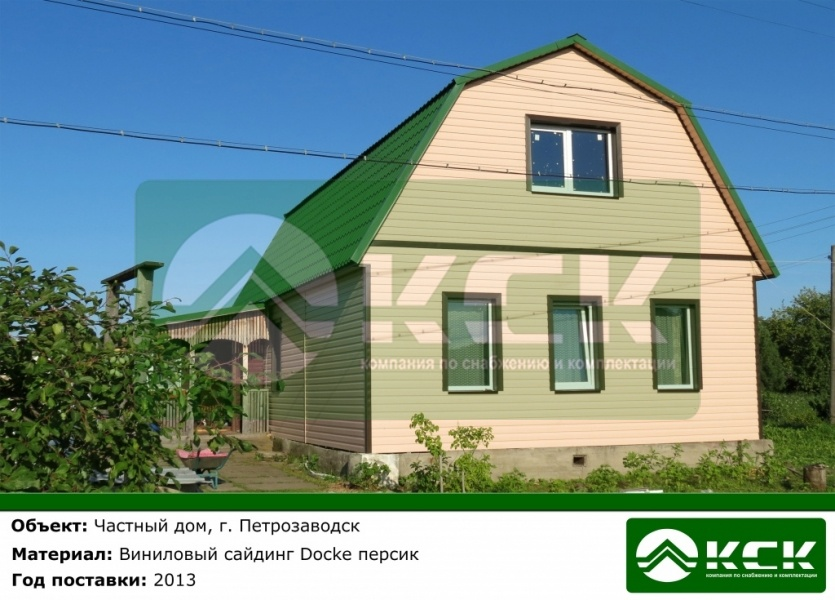 КСК
компания по снабжению и комплектации
Объект: Частный дом, г. Петрозаводск
Материал: Виниловый сайдинг Docke персик
Год поставки: 2013
КСК
компания по снабжению и комплектации